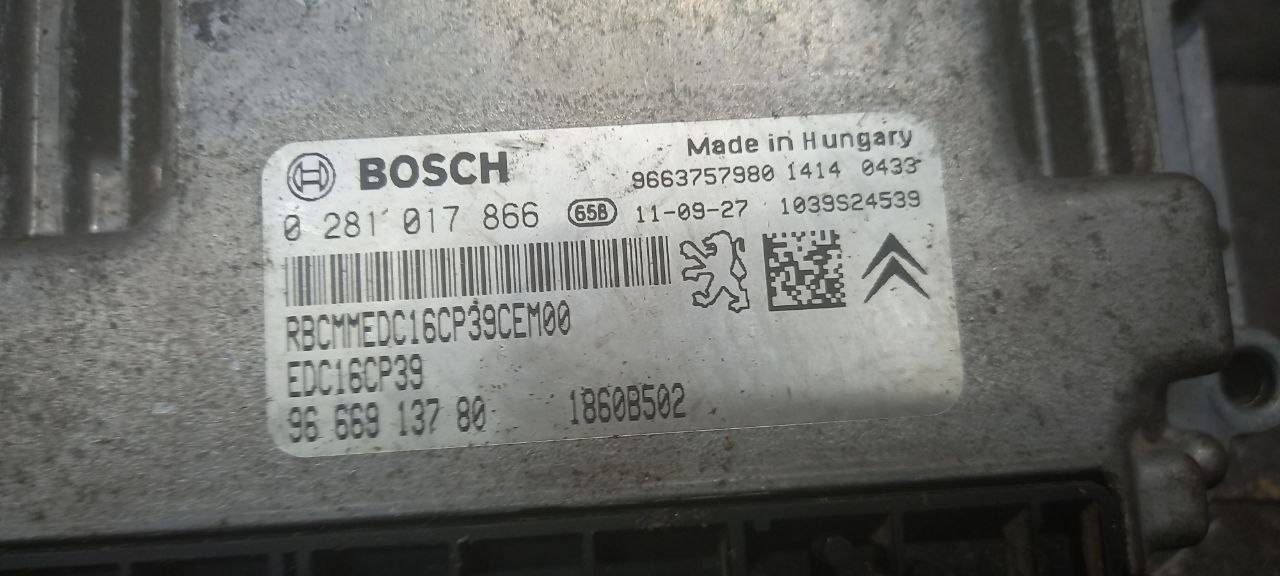 BOSCH
Made in Hungary
9663757980 1414 0433
0 281 017 866 65B 11-09-27 1039S24539
RBCMMEDC16CP39CEM00
EDC16CP39
96 669 137 80 1860B502